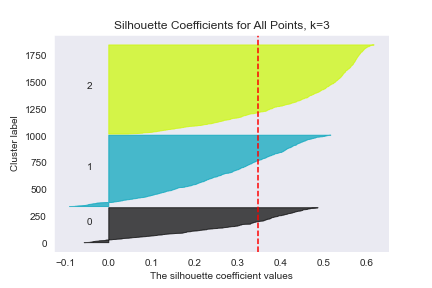 Silhouette Coefficients for All Points, k=3
Cluster label
1750
1500
1250
1000
750
500
250
0
2
1
0
−0.1 0.0 0.1 0.2 0.3 0.4 0.5 0.6
The silhouette coefficient values